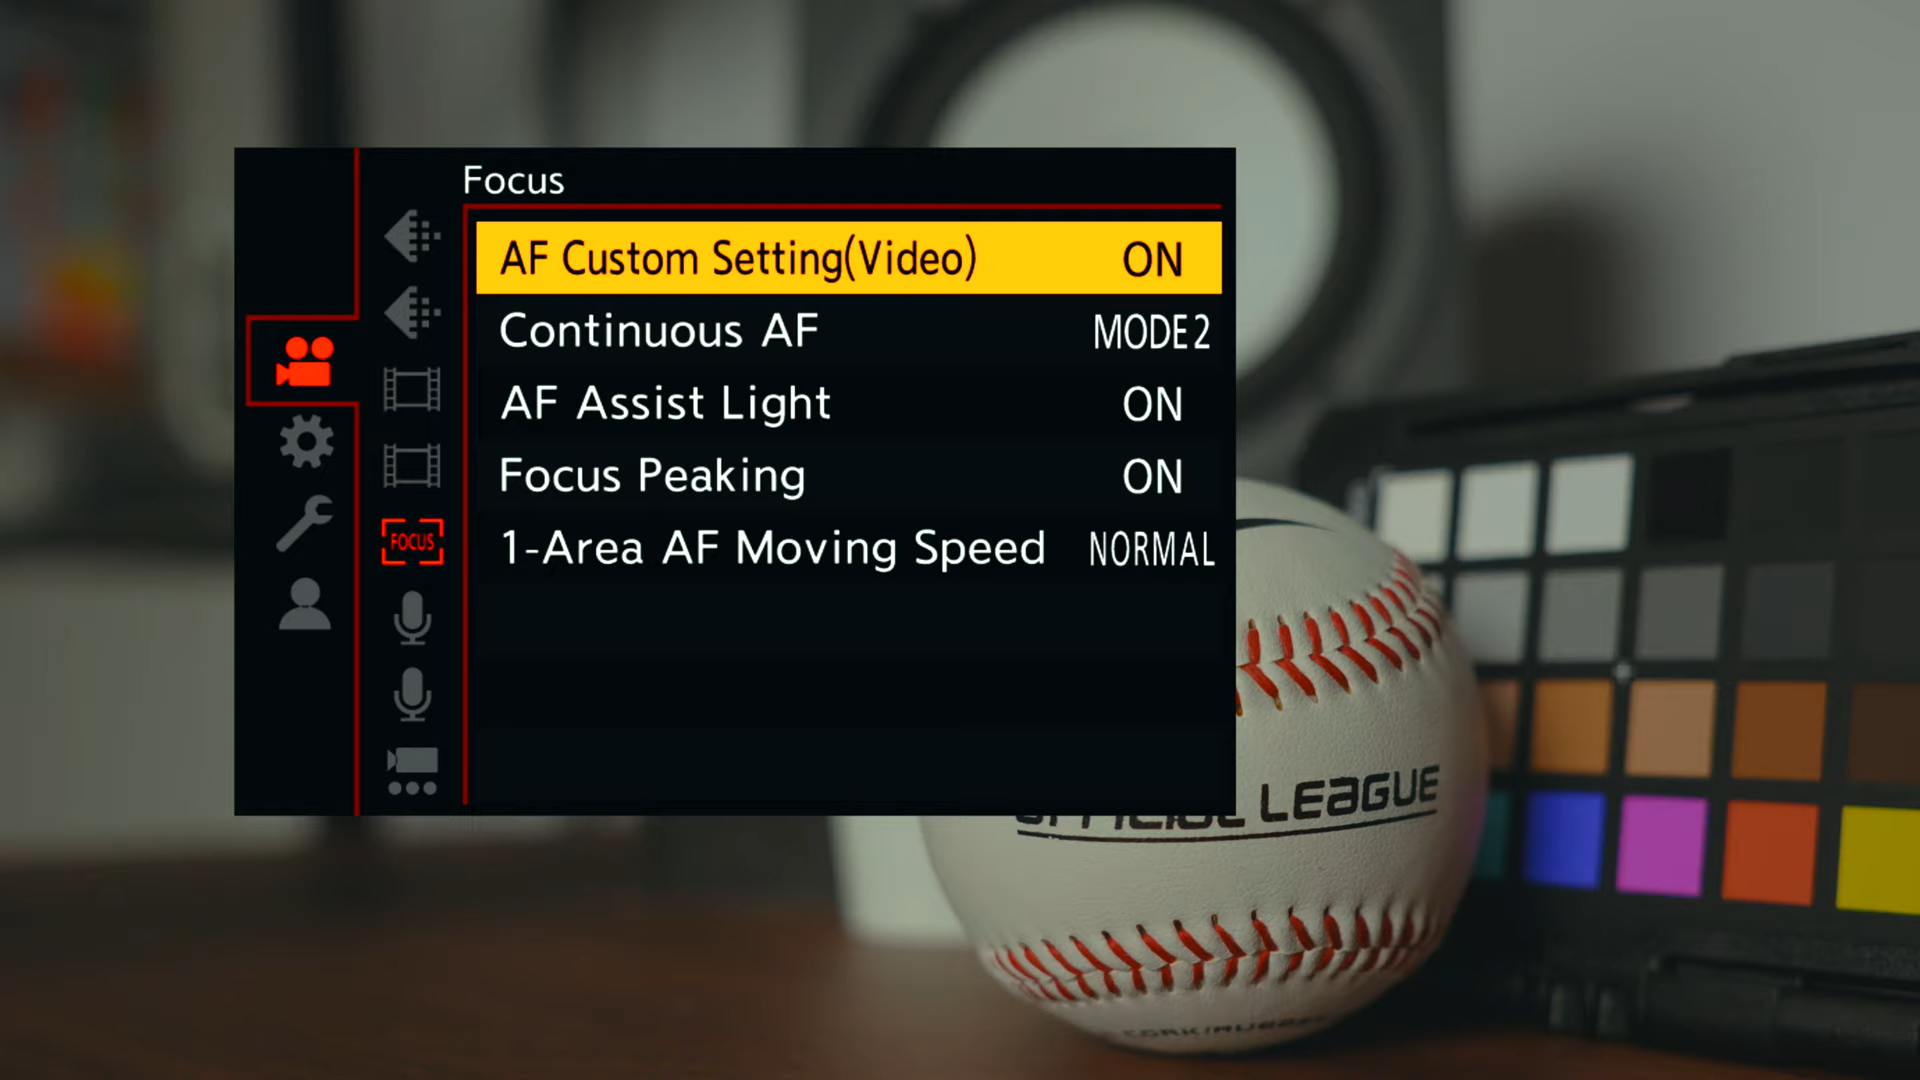 Focus
AF Custom Setting(Video) ON
Continuous AF MODE2
AF Assist Light ON
Focus Peaking ON
FOCUS
1-Area AF Moving Speed NORMAL
LEAGUE